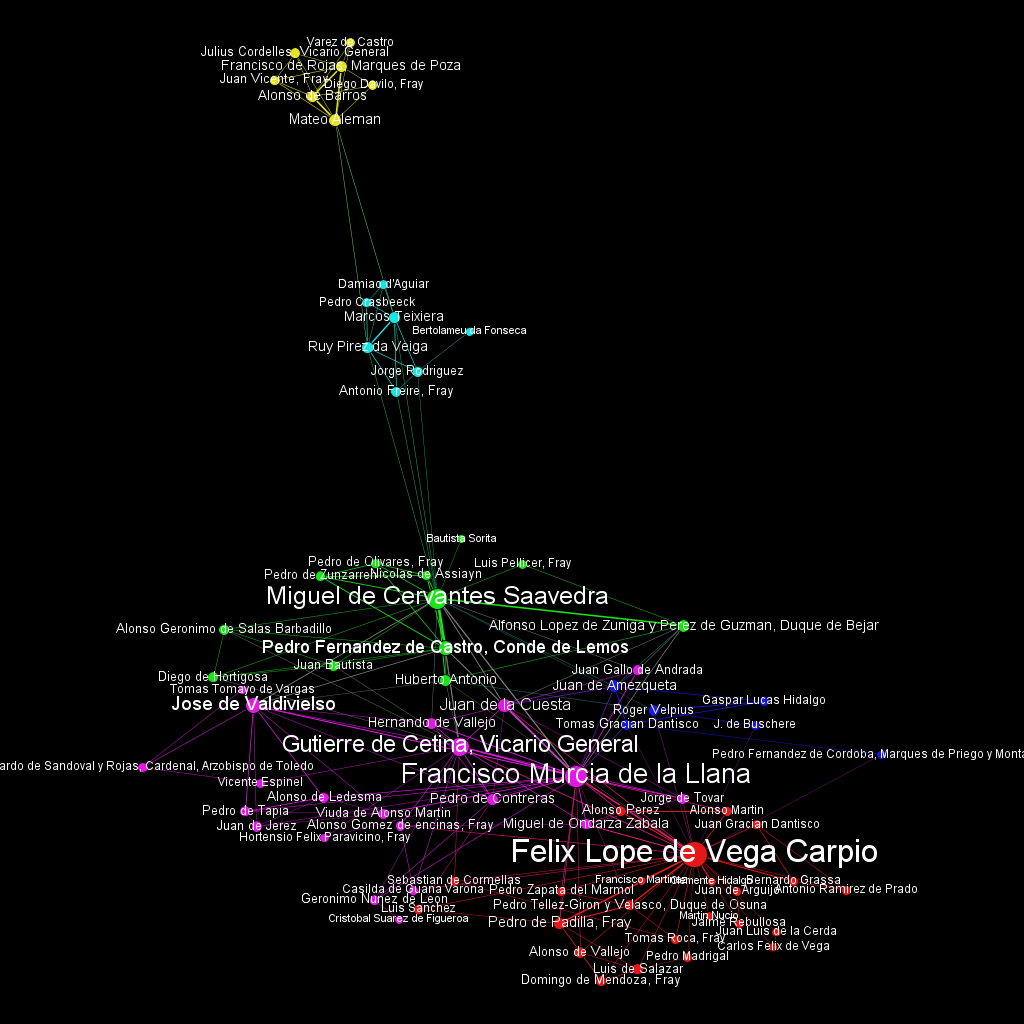 Varez de Castro
Julius Cordelles, Vicario General
Francisco de Rojas, Marques de Poza
Juan Vicente, Fray
Diego Davilo, Fray
Alonso de Barros
Mateo Aleman
Damiao d'Aguiar
Pedro Crasbeeck
Marcos Teixiera
Bertolameu da Fonseca
Ruy Pirez da Veiga
Jorge Rodriguez
Antonio Freire, Fray
Bautista Sorita
Pedro de Olivares, Fray
Luis Pellicer, Fray
Pedro de Zunzarren
Nicolas de Assiayn
Miguel de Cervantes Saavedra
Alonso Geronimo de Salas Barbadillo
Alfonso Lopez de Zuniga y Perez de Guzman, Duque de Bejar
Pedro Fernandez de Castro, Conde de Lemos
Juan Bautista
Juan Gallo de Andrada
Diego de Hortigosa
Huberto Antonio
Juan de Amezqueta
Tomas Tomayo de Vargas
Jose de Valdivielso
Juan de la Cuesta
Gaspar Lucas Hidalgo
Roger Velpius
Hernando de Vallejo
Tomas Gracian Dantisco
J. de Buschere
Gutierre de Cetina, Vicario General
Pedro Fernandez de Cordoba, Marques de Priego y Monta
ardo de Sandoval y Rojas, Cardenal, Arzobispo de Toledo
Francisco Murcia de la Llana
Vicente Espinel
Alonso de Ledesma
Pedro de Contreras
Jorge de Tovar
Pedro de Tapia
Viuda de Alonso Martin
Alonso Perez
Alonso Martin
Juan de Jerez
Alonso Gomez de encinas, Fray
Miguel de Ondarza Zabala
Juan Gracian Dantisco
Hortensio Felix Paravicino, Fray
Felix Lope de Vega Carpio
Sebastian de Cormellas
Francisco Martinez
Clemente Hidalgo
Bernardo Grassa
Casilda de Guana Varona
Pedro Zapata del Marmol
Juan de Arguijo
Antonio Ramirez de Prado
Geronimo Nunez de Leon
Luis Sanchez
Pedro Tellez-Giron y Velasco, Duque de Osuna
Cristobal Suarez de Figueroa
Martin Nucio
Pedro de Padilla, Fray
Jaime Rebullosa
Juan Luis de la Cerda
Tomas Roca, Fray
Carlos Felix de Vega
Alonso de Vallejo
Pedro Madrigal
Luis de Salazar
Domingo de Mendoza, Fray